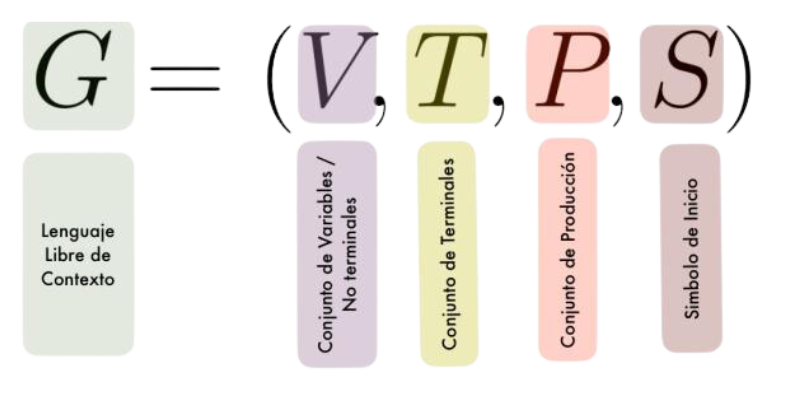 G = (V, T, P, S)
Lenguaje
Libre de
Contexto
Conjunto de Variables /
No terminales
Conjunto de Terminales
Conjunto de Producción
Simbolo de Inicio